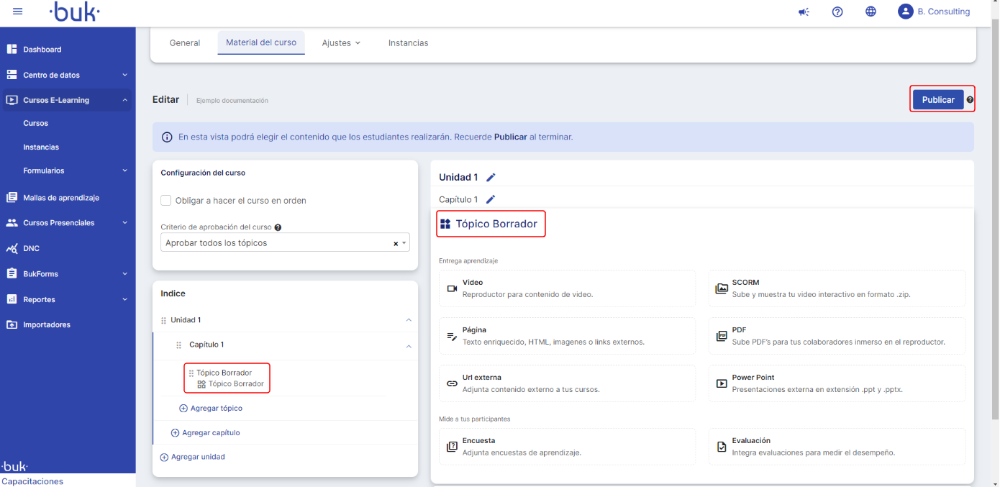 ·buk·
B. Consulting
Dashboard
Centro de datos
Cursos E-Learning
Cursos
Instancias
Formularios
Mallas de aprendizaje
Cursos Presenciales
DNC
BukForms
Reportes
Importadores
·buk·
Capacitaciones
General
Material del curso
Ajustes
Instancias
Editar
Ejemplo documentación
Publicar
En esta vista podrá elegir el contenido que los estudiantes realizarán. Recuerde Publicar al terminar.
Configuración del curso
Obligar a hacer el curso en orden
Criterio de aprobación del curso
Aprobar todos los tópicos
Indice
Unidad 1
Capítulo 1
Tópico Borrador
Tópico Borrador
Agregar tópico
Agregar capítulo
Agregar unidad
Unidad 1
Capítulo 1
Tópico Borrador
Entrega aprendizaje
Video
Reproductor para contenido de video.
SCORM
Sube y muestra tu video interactivo en formato .zip.
Página
Texto enriquecido, HTML, imagenes o links externos.
PDF
Sube PDF's para tus colaboradores inmerso en el reproductor.
Url externa
Adjunta contenido externo a tus cursos.
Power Point
Presentaciones externa en extensión .ppt y .pptx.
Mide a tus participantes
Encuesta
Adjunta encuestas de aprendizaje.
Evaluación
Integra evaluaciones para medir el desempeño.